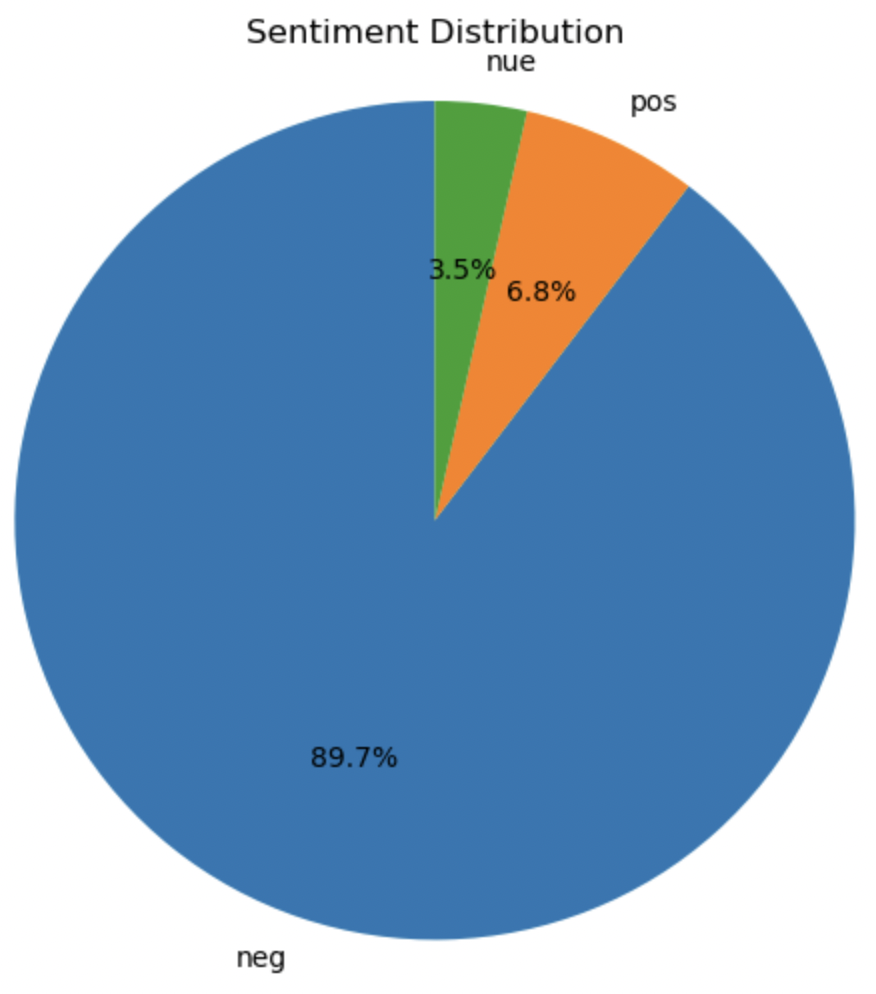 Sentiment Distribution
nue
pos
3.5%
6.8%
89.7%
neg